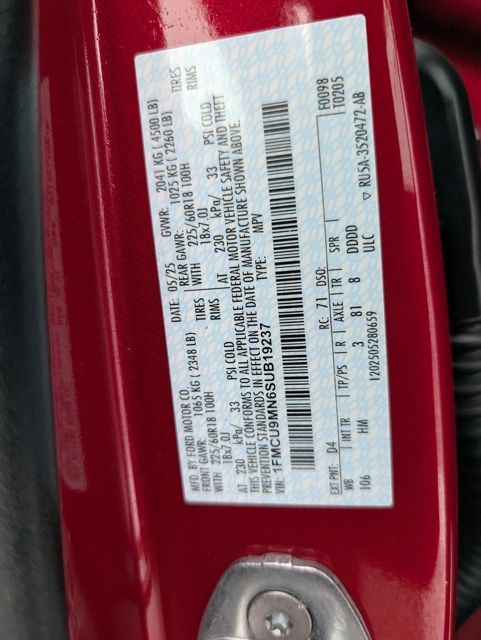 MFD. BY FORD MOTOR CO.
DATE: 05/25 GVWR: 2041 KG ( 4500 LB)
FRONT GAWR: 1065 KG ( 2348 LB) REAR GAWR: 1025 KG ( 2260 LB)
WITH 225/60R18 100H TIRES WITH 225/60R18 100H TIRES
18x7.0J RIMS 18x7.0J RIMS
AT 230 kPa/ 33 PSI COLD AT 230 kPa/ 33 PSI COLD
THIS VEHICLE CONFORMS TO ALL APPLICABLE FEDERAL MOTOR VEHICLE SAFETY AND THEFT
PREVENTION STANDARDS IN EFFECT ON THE DATE OF MANUFACTURE SHOWN ABOVE.
VIN: 1FMCU9MN6SUB19237 TYPE: MPV
F0098
T0205
EXT PNT: D4 RC: 71 DSO:
WB INT TR TP/PS R AXLE TR SPR
106 HM 3 81 8 DDDD
1202505280659 ULC ▽ RU5A-3520472-AB